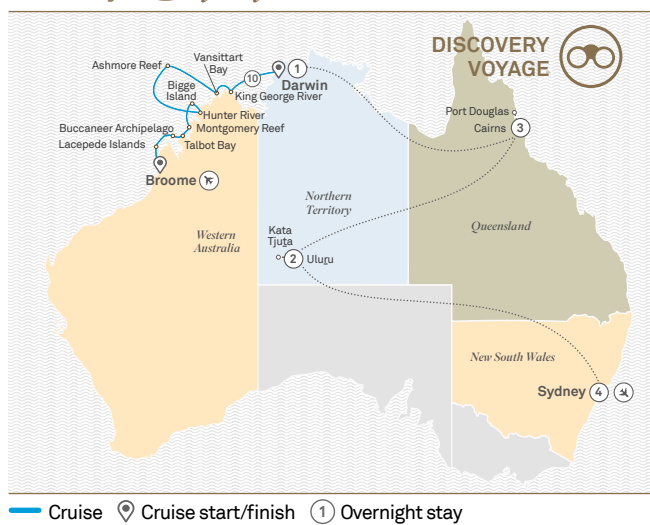 DISCOVERY
VOYAGE
Ashmore Reef
Vansittart
Bay
Bigge
Island
10
1
Darwin
King George River
Hunter River
Buccaneer Archipelago
Montgomery Reef
Lacepede Islands
Talbot Bay
Broome
Port Douglas
Cairns
3
Northern
Territory
Western
Australia
Queensland
Kata
Tjuṯa
2
Uluṟu
New South Wales
Sydney
4
Cruise
Cruise start/finish
1
Overnight stay